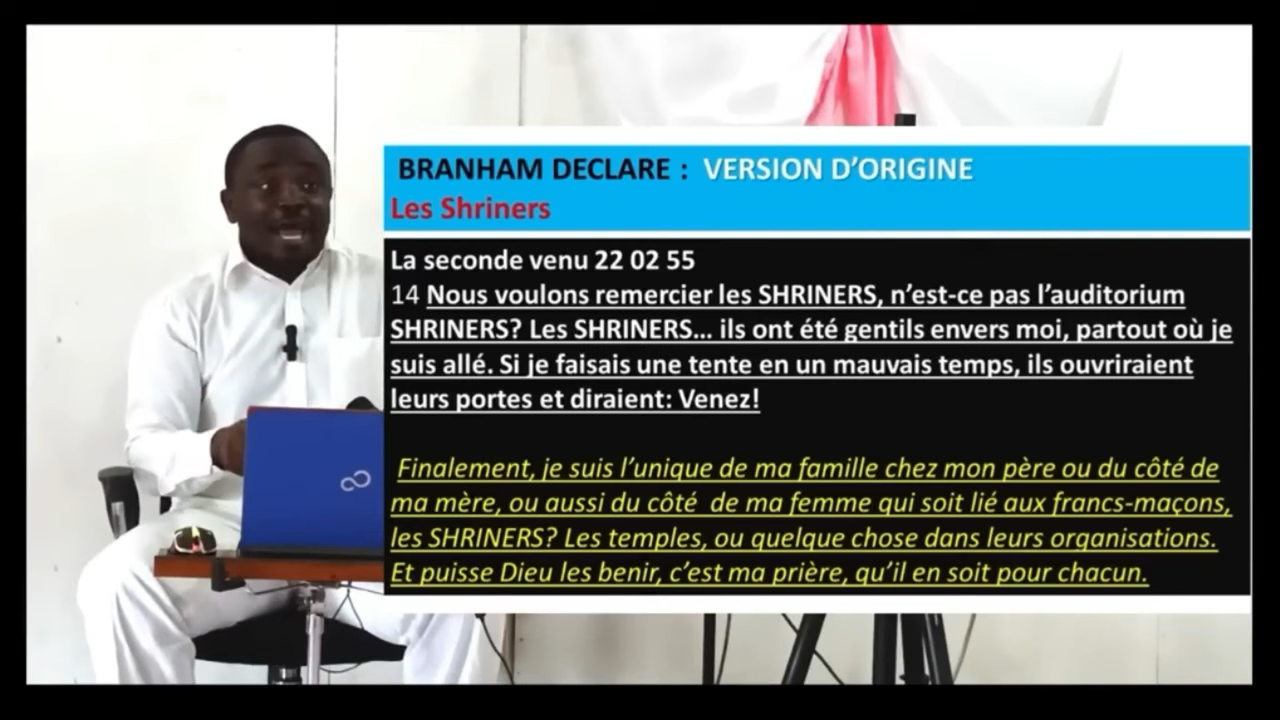 BRANHAM DECLARE : VERSION D'ORIGINE
Les Shriners
La seconde venu 22 02 55
14 Nous voulons remercier les SHRINERS, n'est-ce pas l'auditorium
SHRINERS? Les SHRINERS... ils ont été gentils envers moi, partout où je
suis allé. Si je faisais une tente en un mauvais temps, ils ouvriraient
leurs portes et diraient: Venez!
Finalement, je suis l'unique de ma famille chez mon père ou du côté de
ma mère, ou aussi du côté de ma femme qui soit lié aux francs-maçons,
les SHRINERS? Les temples, ou quelque chose dans leurs organisations.
Et puisse Dieu les benir, c'est ma prière, qu'il en soit pour chacun.